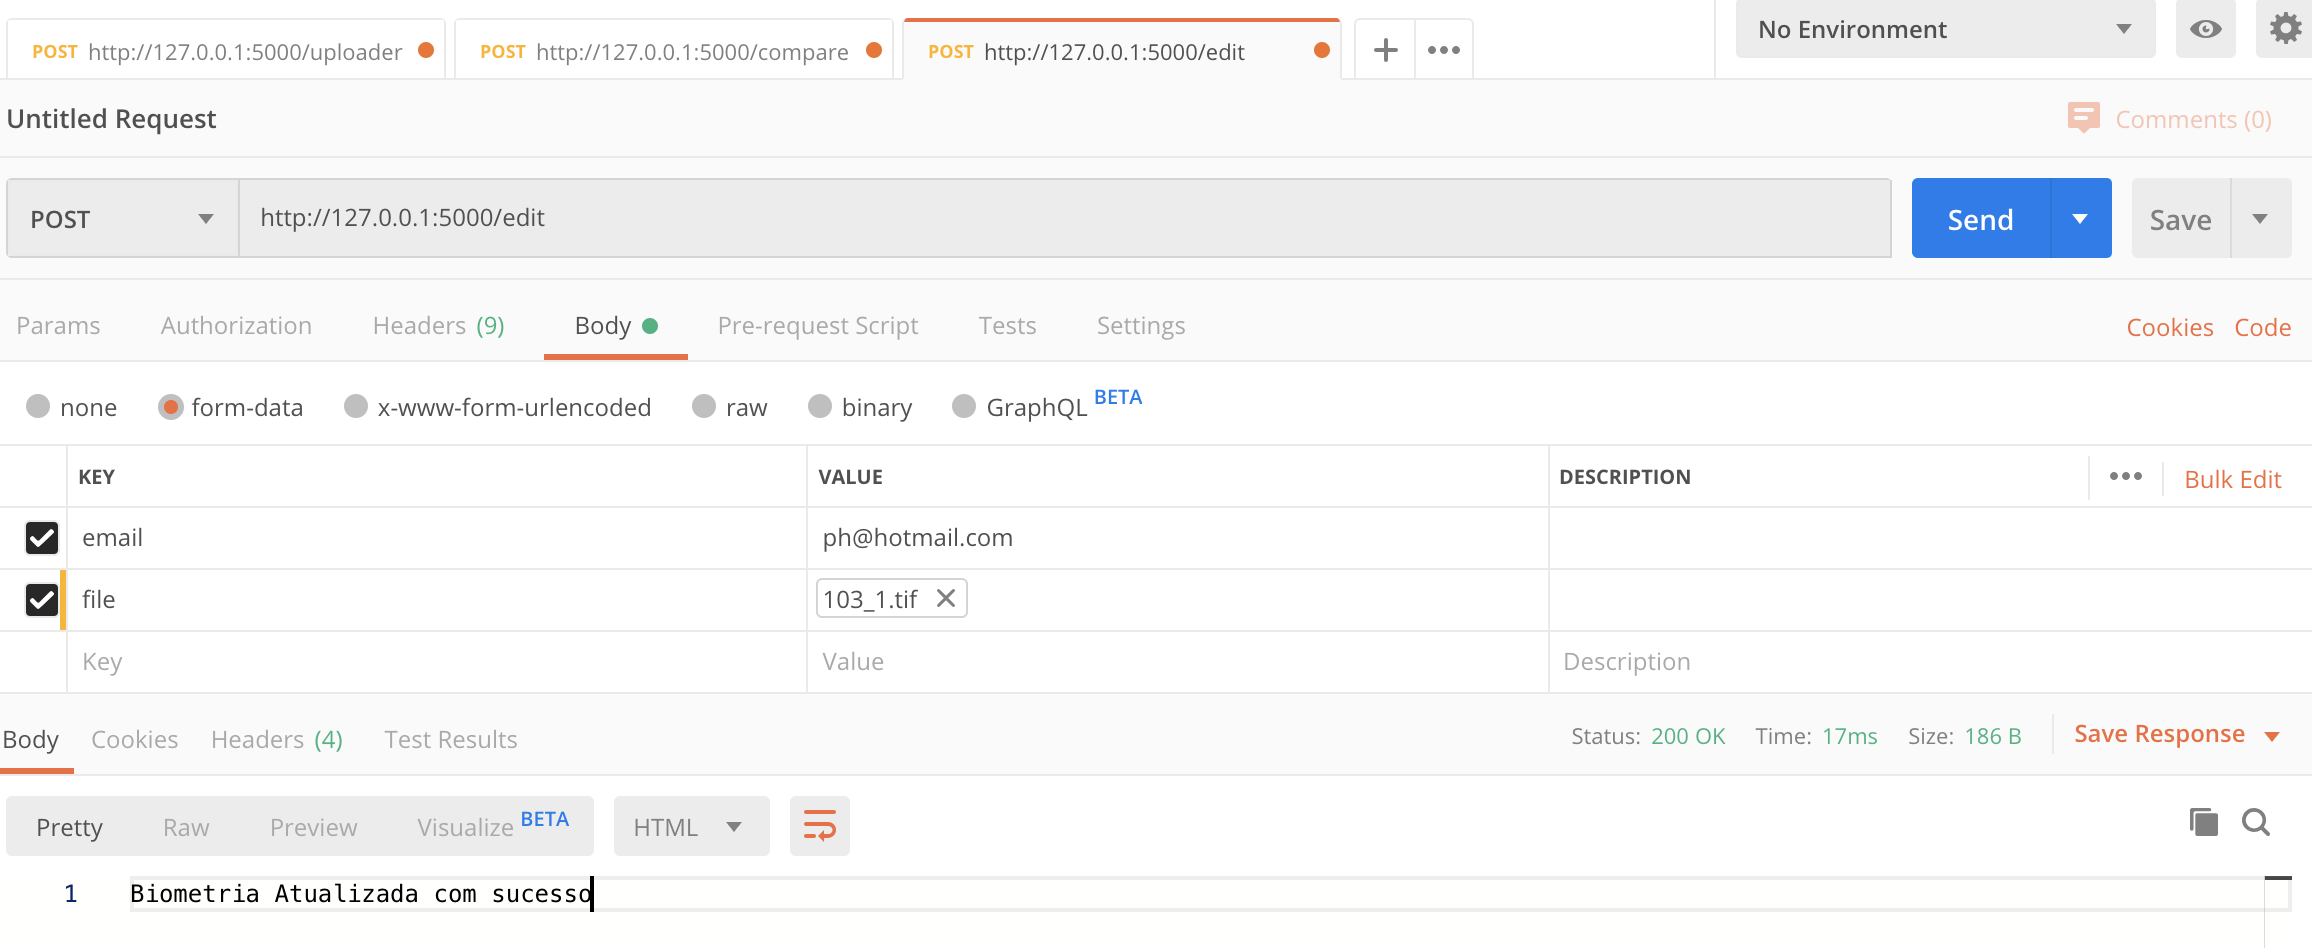 POST http://127.0.0.1:5000/uploader POST http://127.0.0.1:5000/compare POST http://127.0.0.1:5000/edit No Environment
Untitled Request Comments (0)
POST http://127.0.0.1:5000/edit Send Save
Params Authorization Headers (9) Body Pre-request Script Tests Settings Cookies Code
none form-data x-www-form-urlencoded raw binary GraphQL BETA
KEY VALUE DESCRIPTION Bulk Edit
email ph@hotmail.com
file 103_1.tif
Key Value Description
Body Cookies Headers (4) Test Results Status: 200 OK Time: 17ms Size: 186 B Save Response
Pretty Raw Preview Visualize BETA HTML
1 Biometria Atualizada com sucesso